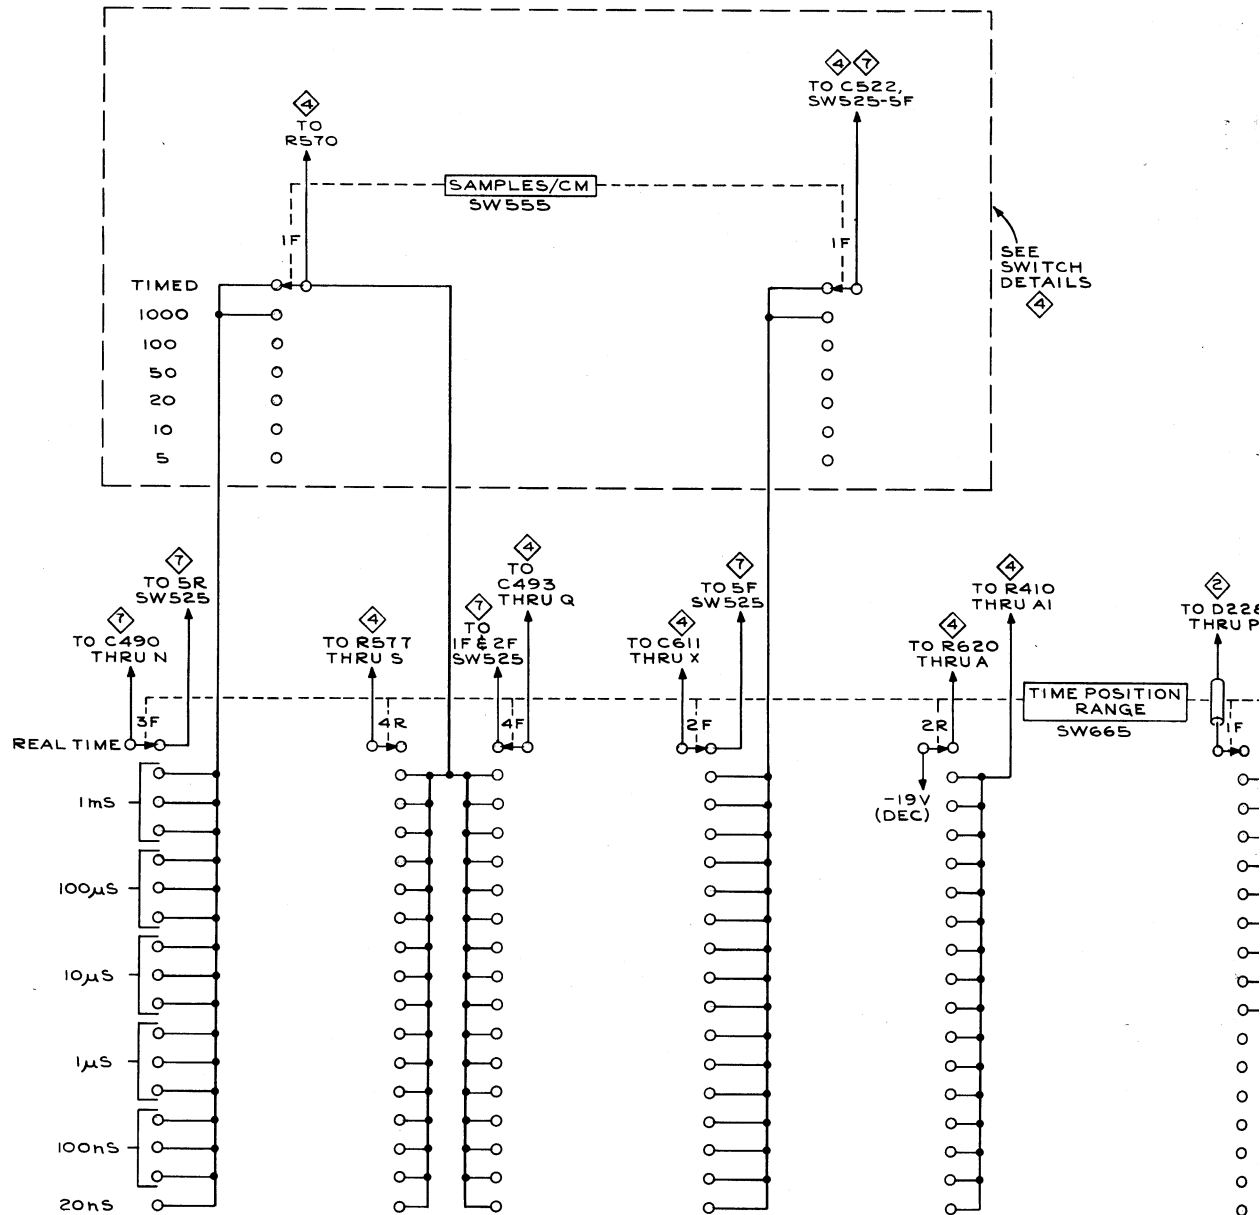 4 7
TO C522,
SW525-5F
4
TO
R570
SAMPLES/CM
SW555
1F
1F
SEE
SWITCH
DETAILS
4
TIMED
1000
100
50
20
10
5
7
TO 5R
SW525
7
TO C490
THRU N
4
TO R577
THRU S
4
TO
C493
THRU Q
7
TO
1F & 2F
SW525
4
TO C611
THRU X
7
TO 5F
SW525
4
TO R410
THRU A1
4
TO R620
THRU A
2
TO D228
THRU P
TIME POSITION
RANGE
SW665
3F
4R
4F
2F
2R
1F
REAL TIME
-19V
(DEC)
1mS
100µS
10µS
1µS
100nS
20nS